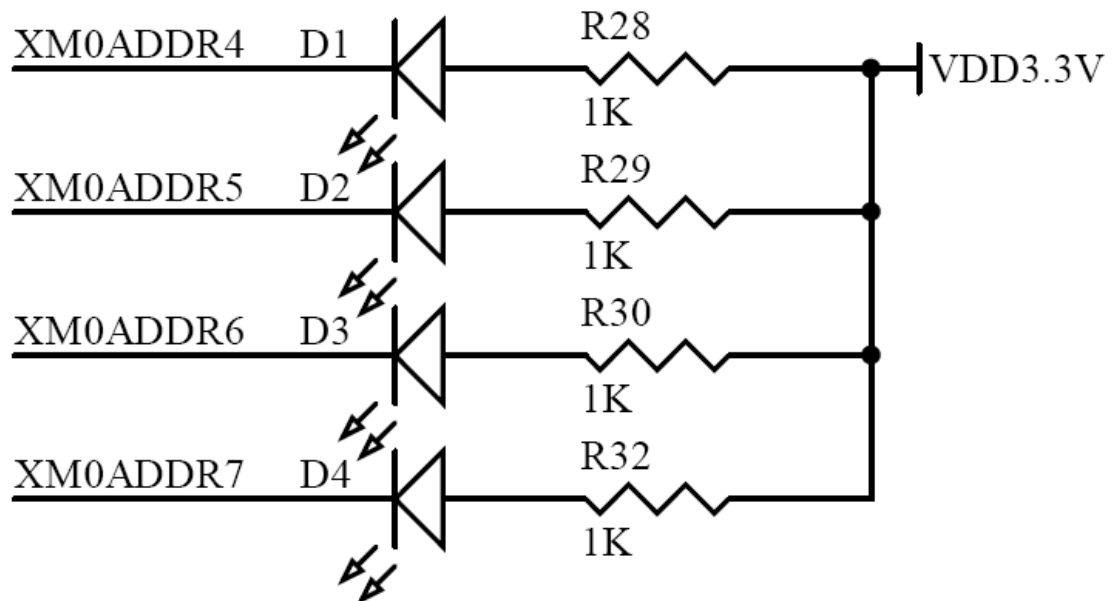 XM0ADDR4 D1 R28 1K VDD3.3V
XM0ADDR5 D2 R29 1K
XM0ADDR6 D3 R30 1K
XM0ADDR7 D4 R32 1K